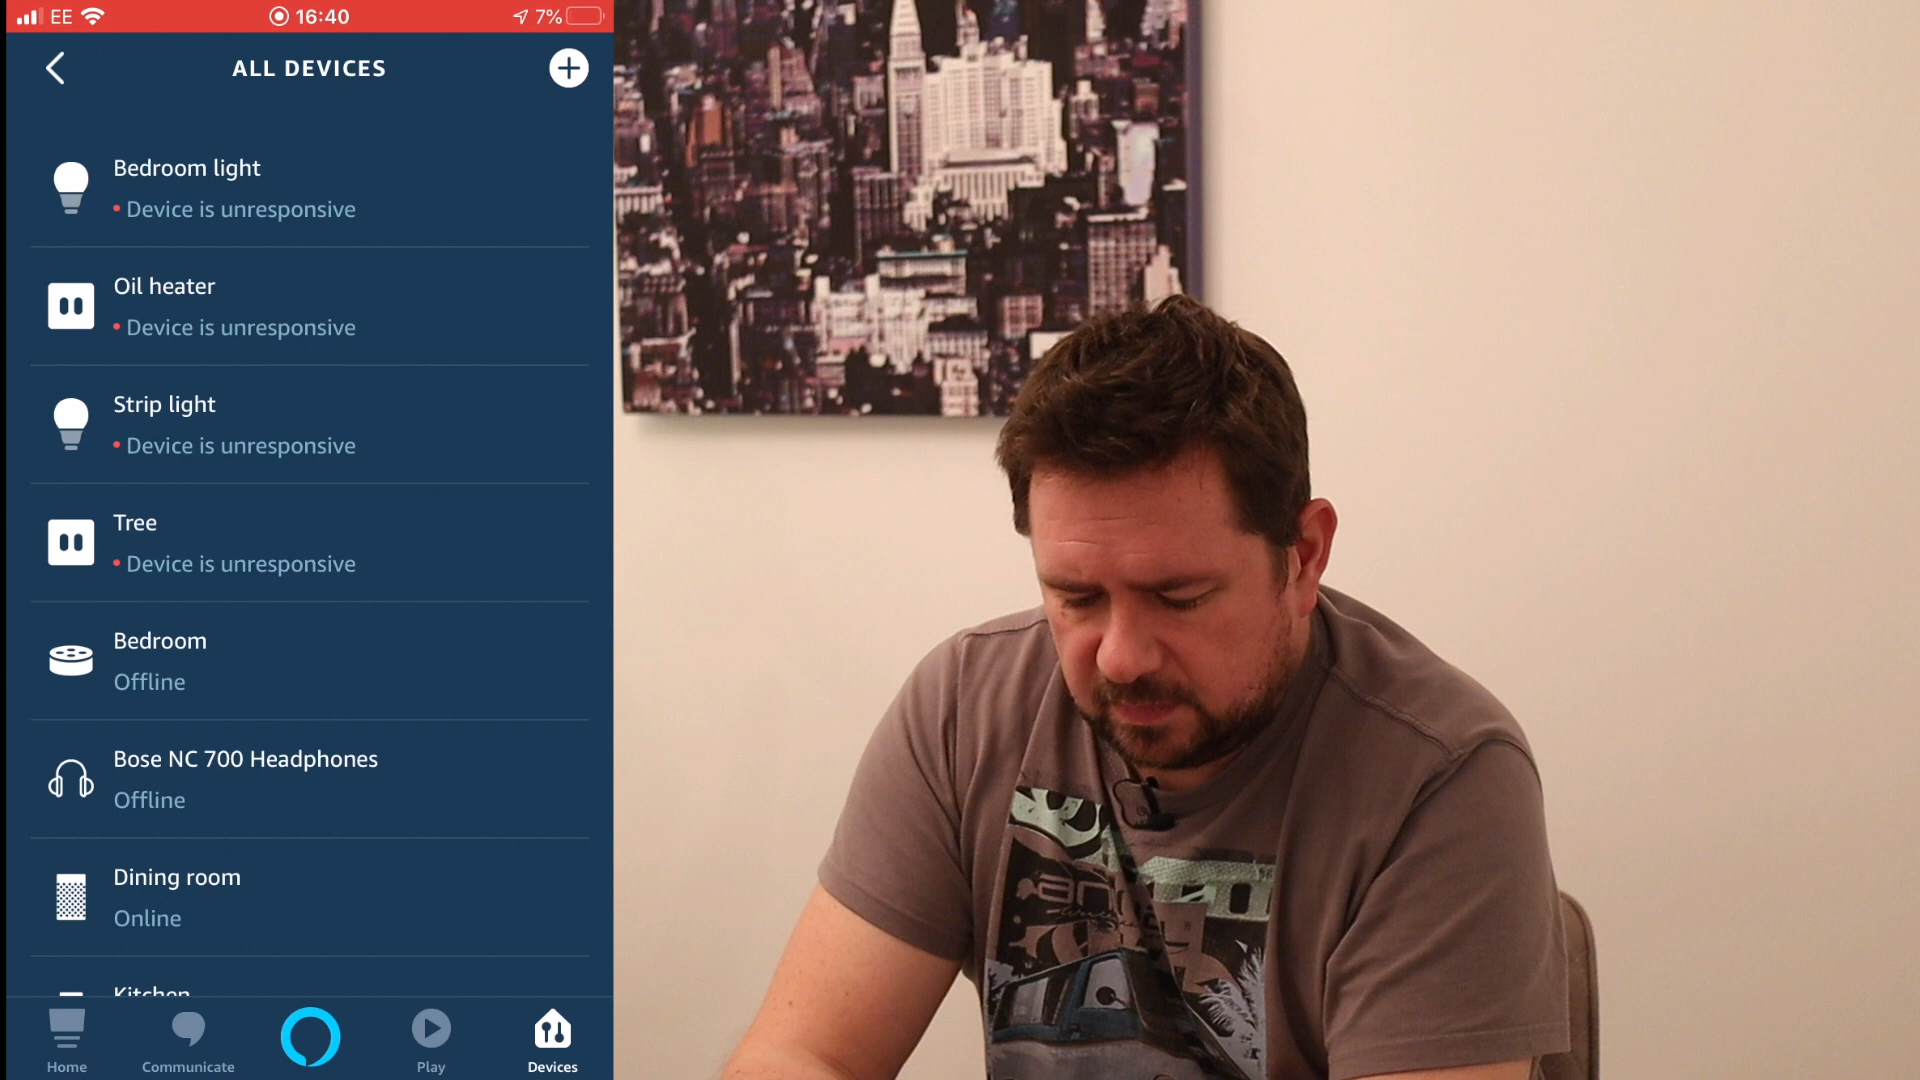 EE 16:40 7%
ALL DEVICES
Bedroom light
Device is unresponsive
Oil heater
Device is unresponsive
Strip light
Device is unresponsive
Tree
Device is unresponsive
Bedroom
Offline
Bose NC 700 Headphones
Offline
Dining room
Online
Kitchen
Home Communicate Play Devices